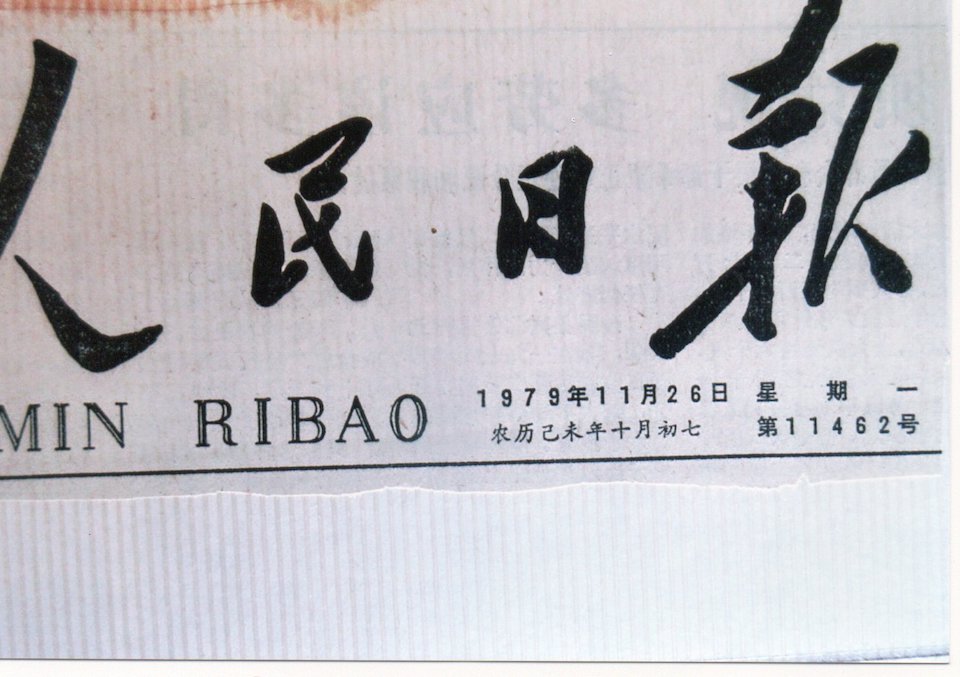 人民日报
MIN RIBAO
1979年11月26日 星期一
农历己未年十月初七 第11462号